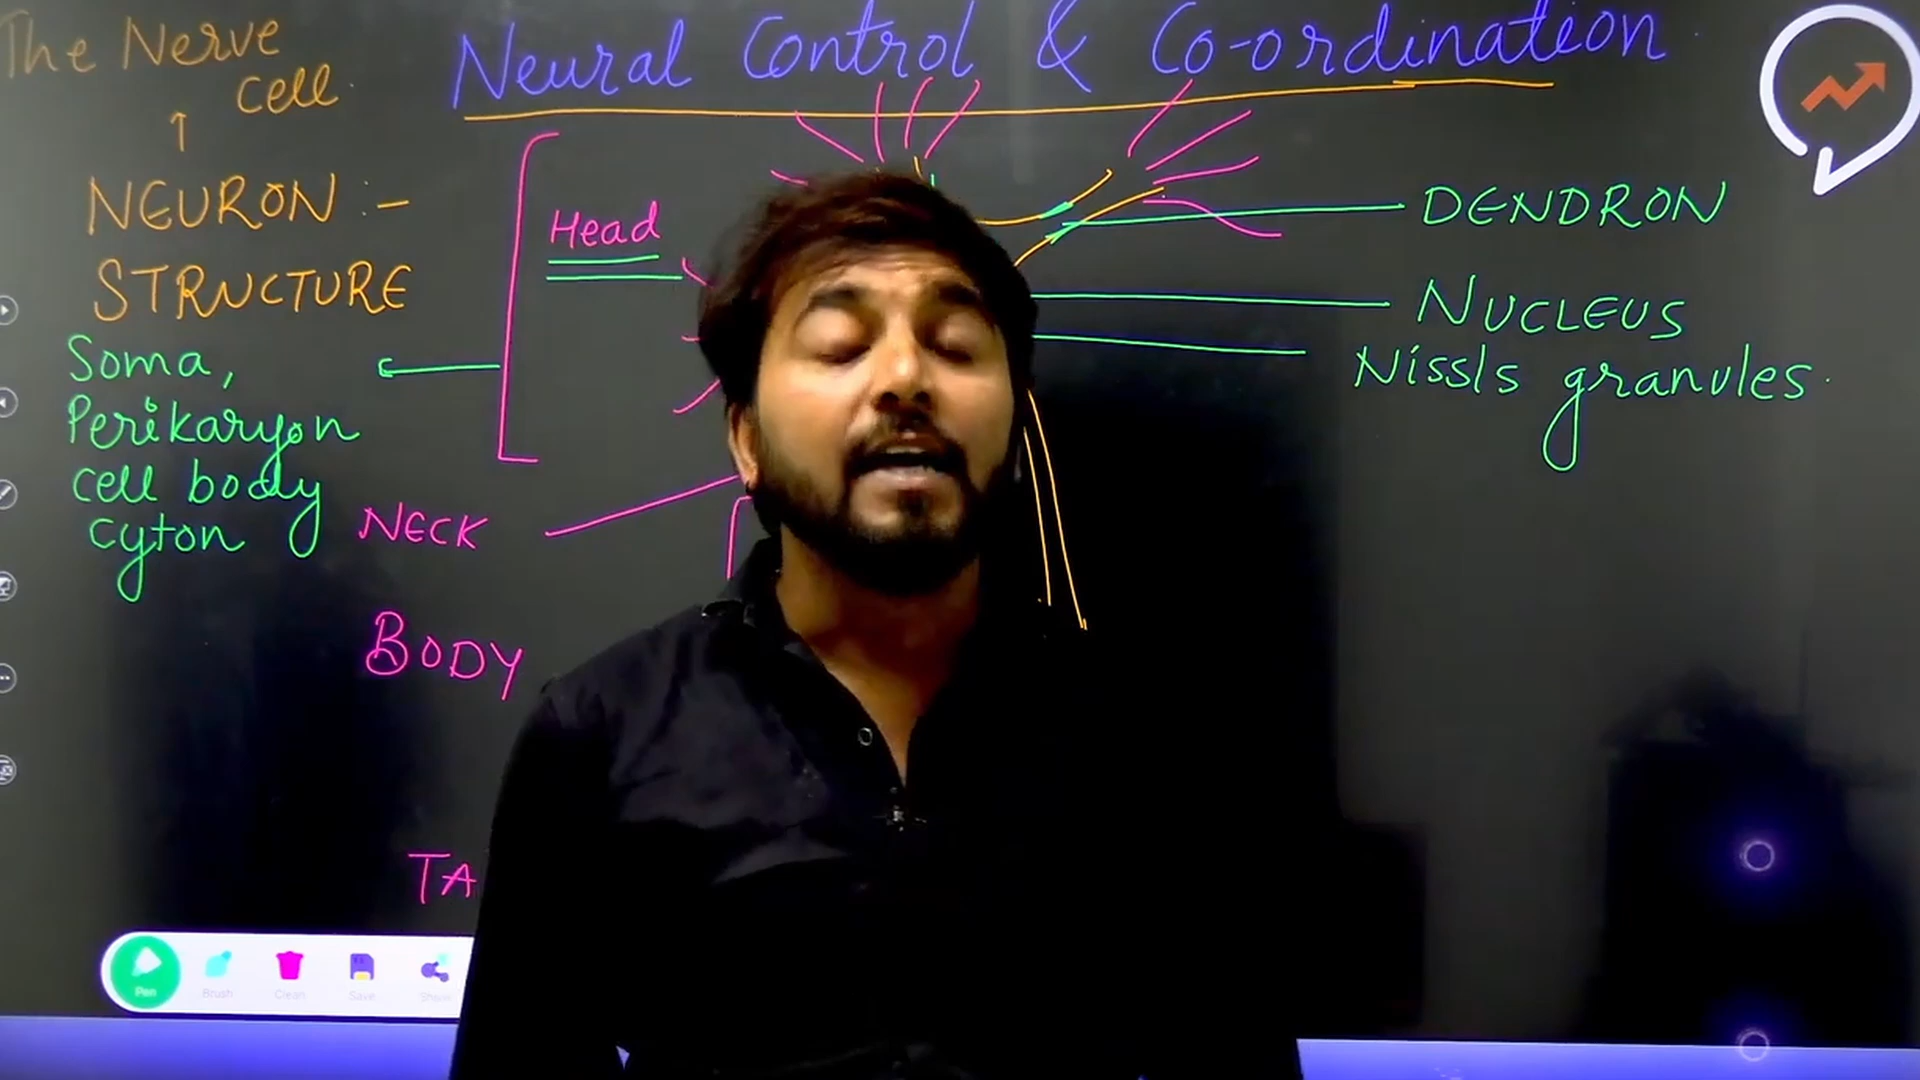 The Nerve
Cell.
Neural Control & Co-ordination
NEURON :-
STRUCTURE
Soma,
Perikaryon
cell body
cyton
Head
NECK
BODY
TA
DENDRON
NUCLEUS
Nissls granules.
Pen
Brush
Clean
Save
Share